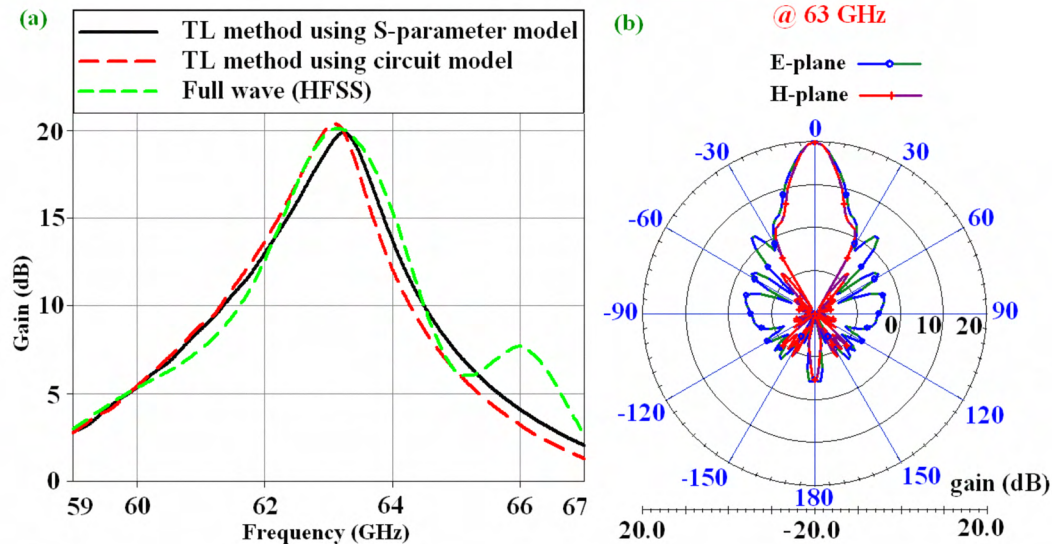 (a)
TL method using S-parameter model
TL method using circuit model
Full wave (HFSS)
20
15
10
5
0
59 60 62 64 66 67
Gain (dB)
Frequency (GHz)
(b)
@ 63 GHz
E-plane
H-plane
0
-30 30
-60 60
-90 0 10 20 90
-120 120
-150 150
180
gain (dB)
20.0 -20.0 20.0